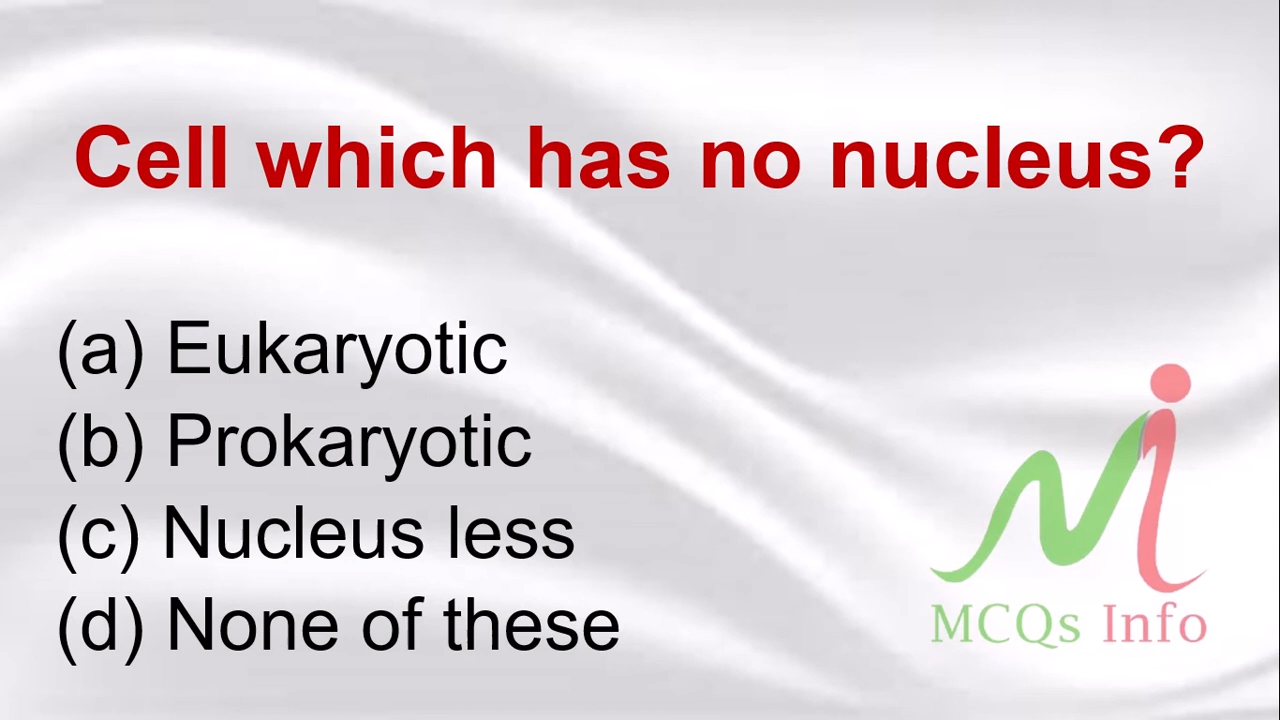 Cell which has no nucleus?
(a) Eukaryotic
(b) Prokaryotic
(c) Nucleus less
(d) None of these
MCQs Info